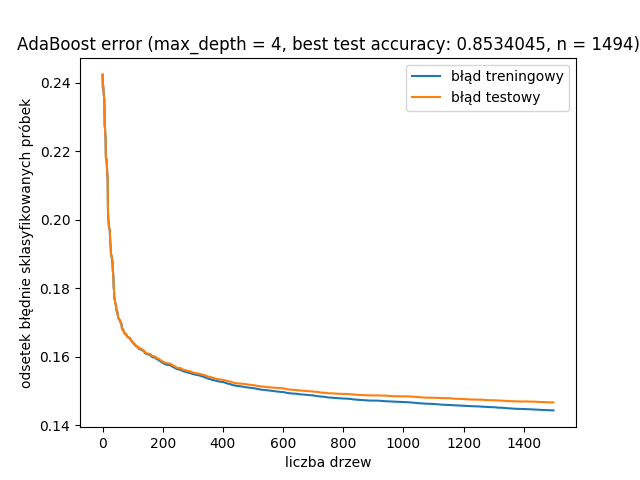 AdaBoost error (max_depth = 4, best test accuracy: 0.8534045, n = 1494)
błąd treningowy
błąd testowy
odsetek błędnie sklasyfikowanych próbek
0.24
0.22
0.20
0.18
0.16
0.14
0 200 400 600 800 1000 1200 1400
liczba drzew